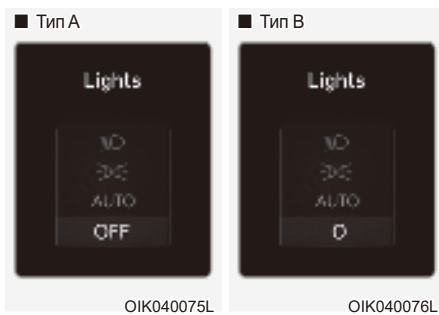 ■ Тип A
■ Тип B
Lights
Lights
AUTO
AUTO
OFF
O
OIK040075L
OIK040076L